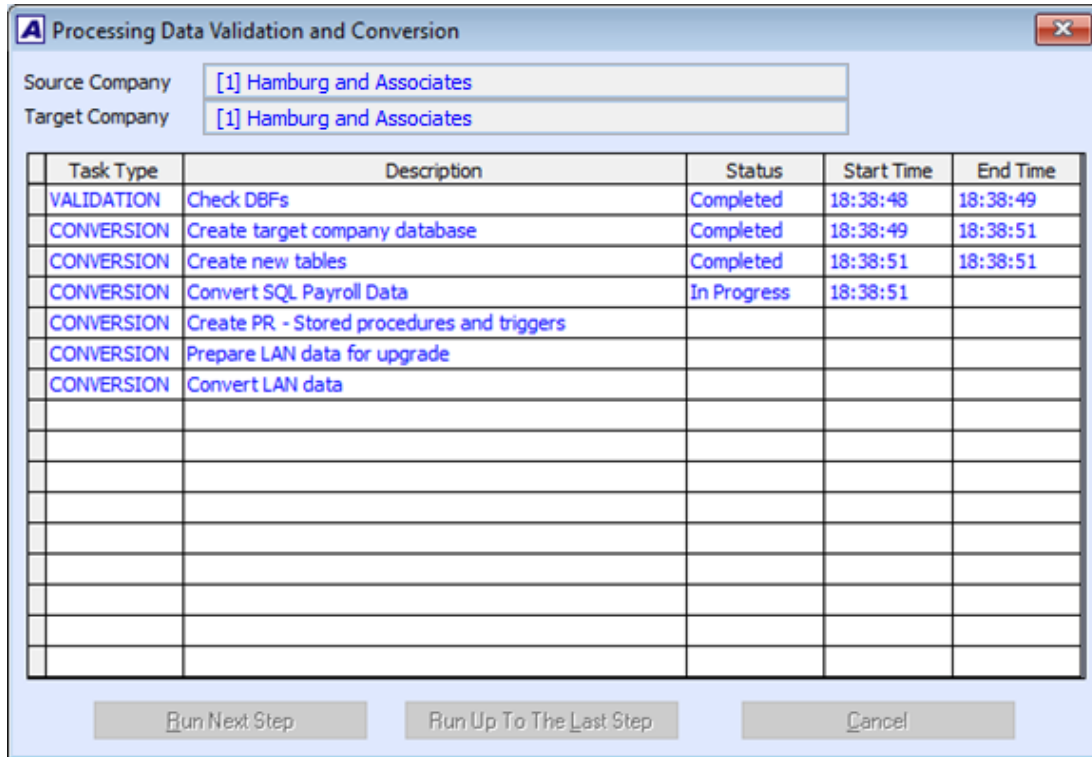 A Processing Data Validation and Conversion
Source Company [1] Hamburg and Associates
Target Company [1] Hamburg and Associates
Task Type Description Status Start Time End Time
VALIDATION Check DBFs Completed 18:38:48 18:38:49
CONVERSION Create target company database Completed 18:38:49 18:38:51
CONVERSION Create new tables Completed 18:38:51 18:38:51
CONVERSION Convert SQL Payroll Data In Progress 18:38:51
CONVERSION Create PR - Stored procedures and triggers
CONVERSION Prepare LAN data for upgrade
CONVERSION Convert LAN data
Run Next Step Run Up To The Last Step Cancel